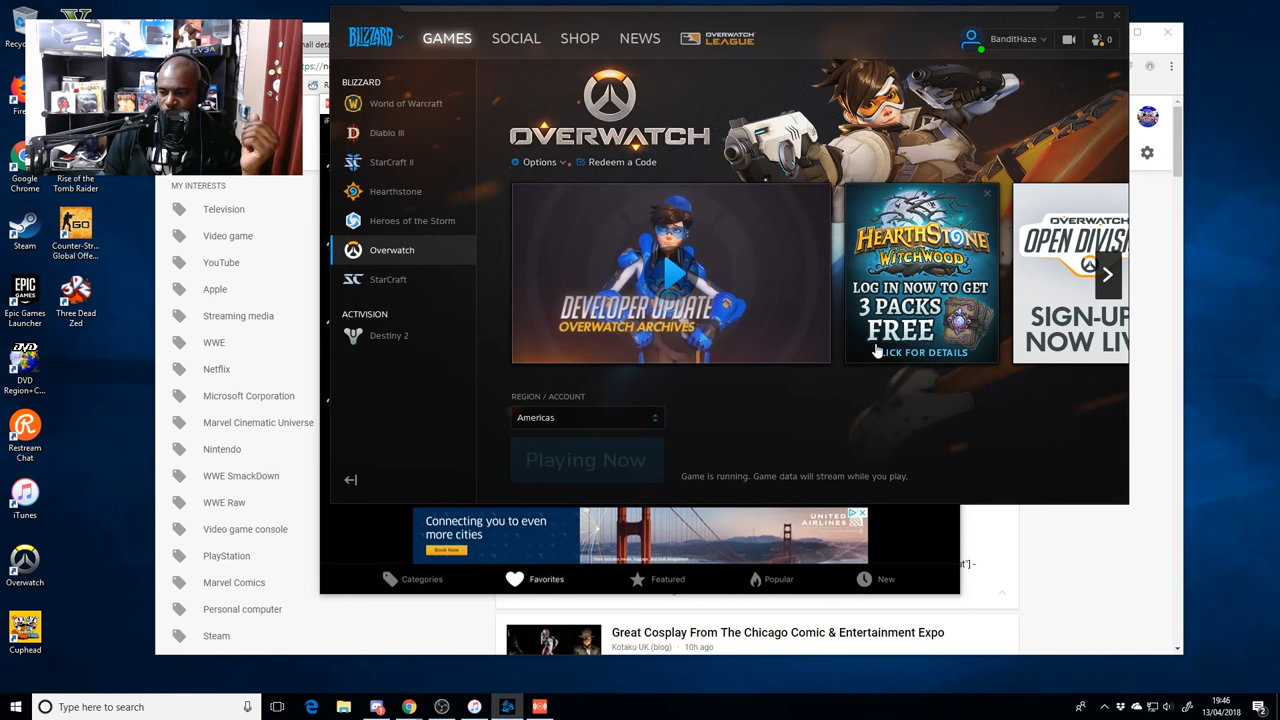 BLIZZARD
GAMES
SOCIAL
SHOP
NEWS
OVERWATCH
LEAGUE
BanditHaze
0
BLIZZARD
World of Warcraft
Diablo III
StarCraft II
Hearthstone
Heroes of the Storm
Overwatch
StarCraft
ACTIVISION
Destiny 2
OVERWATCH
Options
Redeem a Code
DEVELOPER UPDATE
OVERWATCH ARCHIVES
HEARTHSTONE
WITCHWOOD
LOG IN NOW TO GET
3 PACKS
FREE
CLICK FOR DETAILS
OVERWATCH
OPEN DIVISI
SIGN-UP
NOW LIV
REGION / ACCOUNT
Americas
Playing Now
Game is running. Game data will stream while you play.
EVGA
Google
Chrome
Rise of the
Tomb Raider
Steam
Counter-Str...
Global Offe...
GO
EPIC
GAMES
Epic Games
Launcher
Three Dead
Zed
DVD
DVD
Region+C...
Restream
Chat
iTunes
Overwatch
Cuphead
MY INTERESTS
Television
Video game
YouTube
Apple
Streaming media
WWE
Netflix
Microsoft Corporation
Marvel Cinematic Universe
Nintendo
WWE SmackDown
WWE Raw
Video game console
PlayStation
Marvel Comics
Personal computer
Steam
Connecting you to even
more cities
Book Now
UNITED
AIRLINES
Categories
Favorites
Featured
Popular
New
t'] -
Great Cosplay From The Chicago Comic & Entertainment Expo
Kotaku UK (blog) · 10h ago
Type here to search
19:46
13/04/2018
2